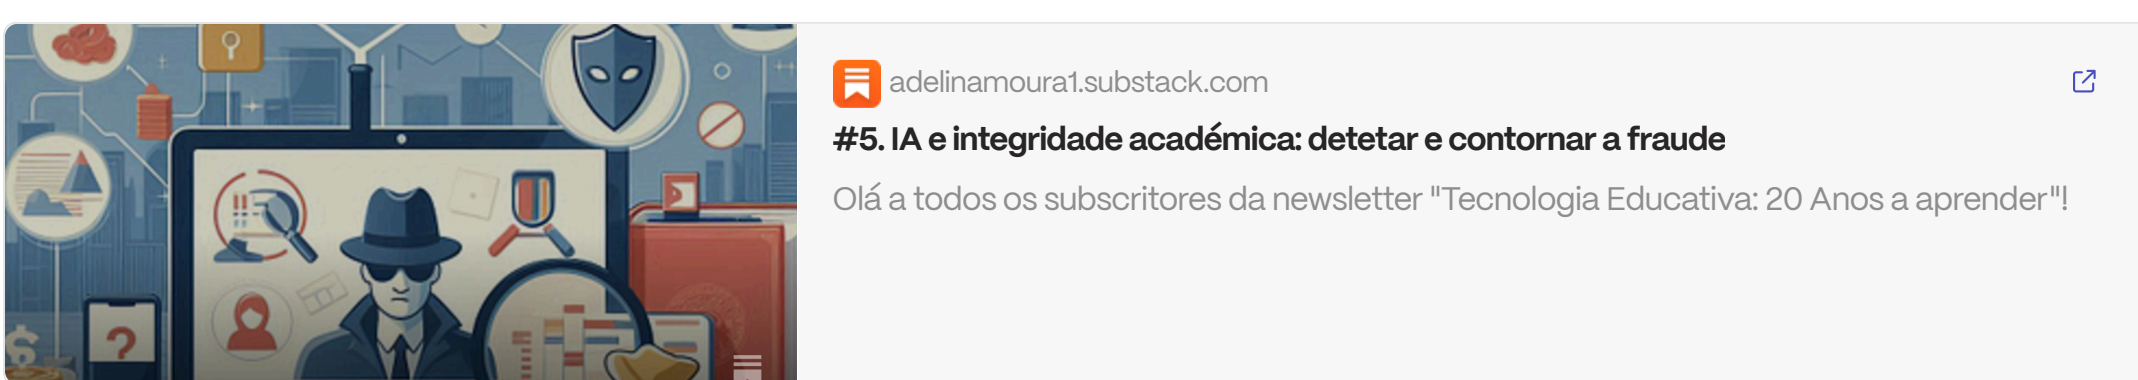 adelinamoura1.substack.com
#5. IA e integridade académica: detetar e contornar a fraude
Olá a todos os subscritores da newsletter "Tecnologia Educativa: 20 Anos a aprender"!
?
$